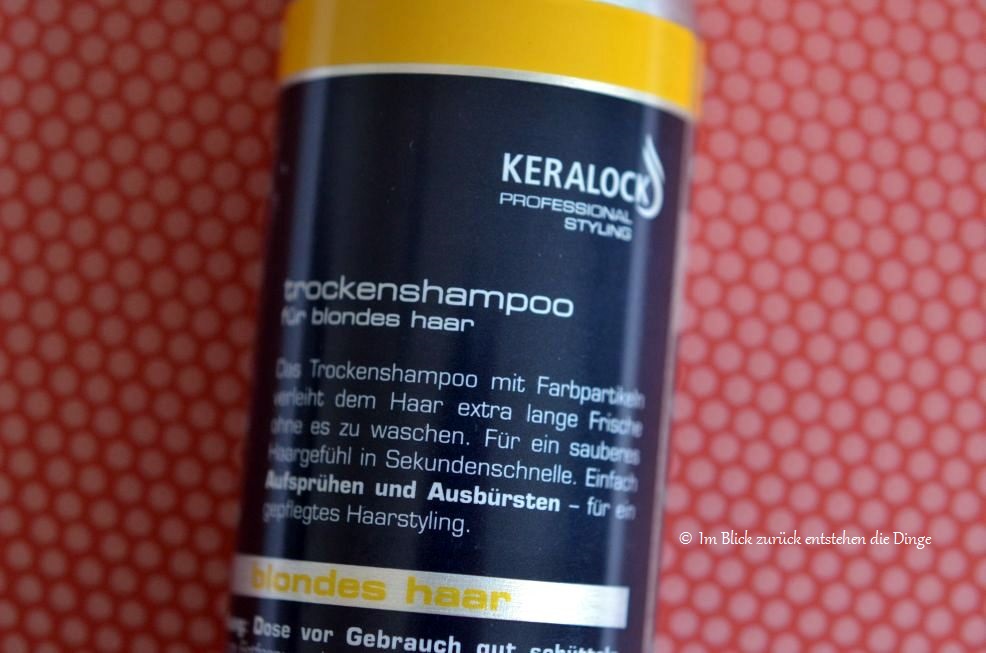 KERALOCK
PROFESSIONAL
STYLING
trockenshampoo
für blondes haar
Das Trockenshampoo mit Farbpartikeln
verleiht dem Haar extra lange Frische
ohne es zu waschen. Für ein sauberes
Haargefühl in Sekundenschnelle. Einfach
Aufsprühen und Ausbürsten – für ein
gepflegtes Haarstyling.
© Im Blick zurück entstehen die Dinge
blondes haar
Dose vor Gebrauch gut